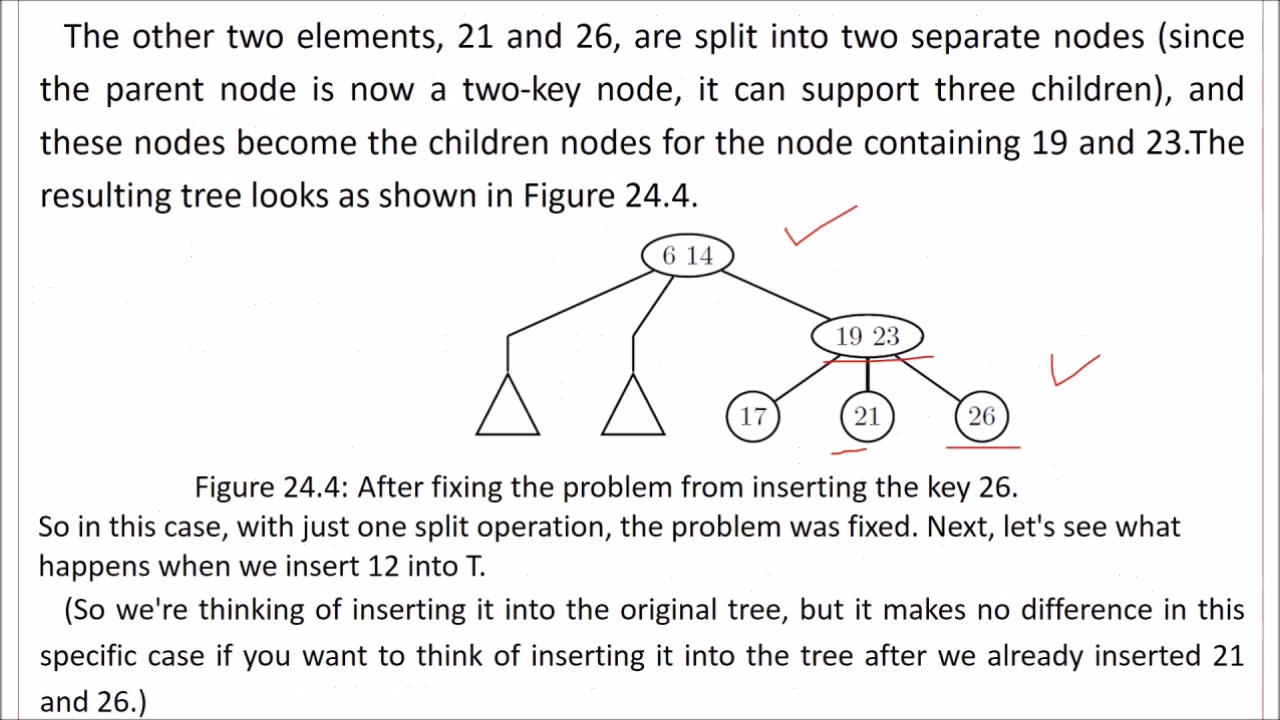 The other two elements, 21 and 26, are split into two separate nodes (since
the parent node is now a two-key node, it can support three children), and
these nodes become the children nodes for the node containing 19 and 23.The
resulting tree looks as shown in Figure 24.4.
6 14
19 23
17 21 26
Figure 24.4: After fixing the problem from inserting the key 26.
So in this case, with just one split operation, the problem was fixed. Next, let's see what
happens when we insert 12 into T.
(So we're thinking of inserting it into the original tree, but it makes no difference in this
specific case if you want to think of inserting it into the tree after we already inserted 21
and 26.)